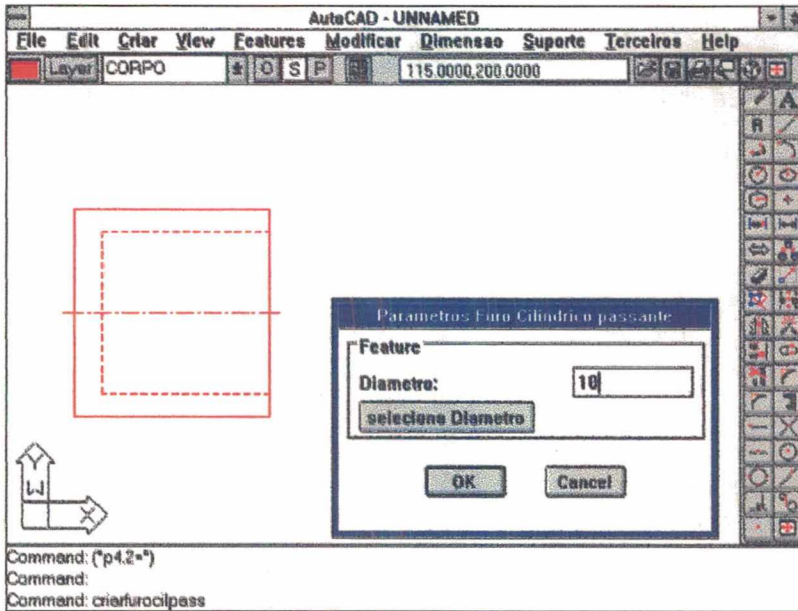 AutoCAD - UNNAMED
File Edit Criar View Features Modificar Dimensao Suporte Terceiros Help
Layer CORPO O S P 115.0000,200.0000
A
R
Parametros Furo Cilindrico passante
Feature
Diametro: 10
seleciona Diametro
OK Cancel
Y
W
X
Command: ("p4.2=")
Command:
Command: criarfurocilpass